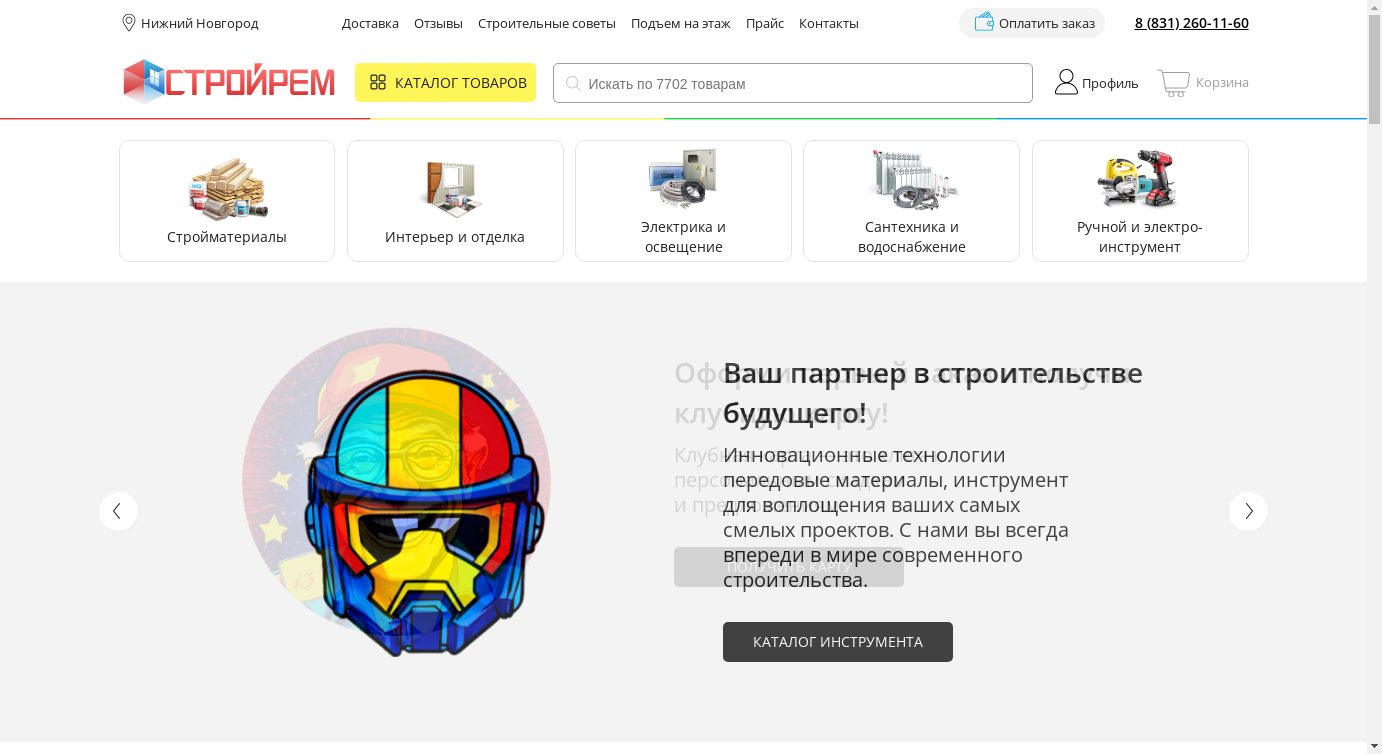 Нижний Новгород
Доставка
Отзывы
Строительные советы
Подъем на этаж
Прайс
Контакты
Оплатить заказ
8 (831) 260-11-60
СТРОЙРЕМ
КАТАЛОГ ТОВАРОВ
Искать по 7702 товарам
Профиль
Корзина
Стройматериалы
Интерьер и отделка
Электрика и
освещение
Сантехника и
водоснабжение
Ручной и электро-
инструмент
Ваш партнер в строительстве
будущего!
Инновационные технологии
передовые материалы, инструмент
для воплощения ваших самых
смелых проектов. С нами вы всегда
впереди в мире современного
строительства.
ПОЛУЧИТЬ КАРТУ
КАТАЛОГ ИНСТРУМЕНТА
13